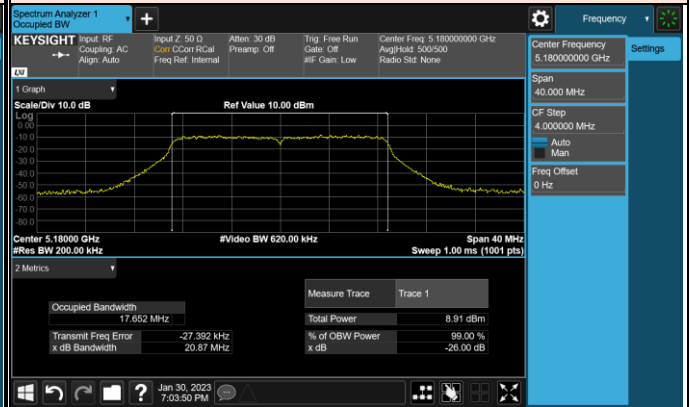 Spectrum Analyzer 1
Occupied BW
Frequency
KEYSIGHT
Input: RF
Coupling: AC
Align: Auto
Input Z: 50 Ω
Corr CCorr RCal
Freq Ref: Internal
Atten: 30 dB
Preamp: Off
Trig: Free Run
Gate: Off
#IF Gain: Low
Center Freq: 5.180000000 GHz
Avg|Hold: 500/500
Radio Std: None
LXI
Center Frequency
5.180000000 GHz
Settings
Span
40.000 MHz
CF Step
4.000000 MHz
Auto
Man
Freq Offset
0 Hz
1 Graph
Scale/Div 10.0 dB
Ref Value 10.00 dBm
Log
0.00
-10.0
-20.0
-30.0
-40.0
-50.0
-60.0
-70.0
-80.0
Center 5.18000 GHz
#Video BW 620.00 kHz
Span 40 MHz
#Res BW 200.00 kHz
Sweep 1.00 ms (1001 pts)
2 Metrics
Measure Trace
Trace 1
Occupied Bandwidth
17.652 MHz
Total Power
8.91 dBm
Transmit Freq Error
-27.392 kHz
% of OBW Power
99.00 %
x dB Bandwidth
20.87 MHz
x dB
-26.00 dB
?
Jan 30, 2023
7:03:50 PM